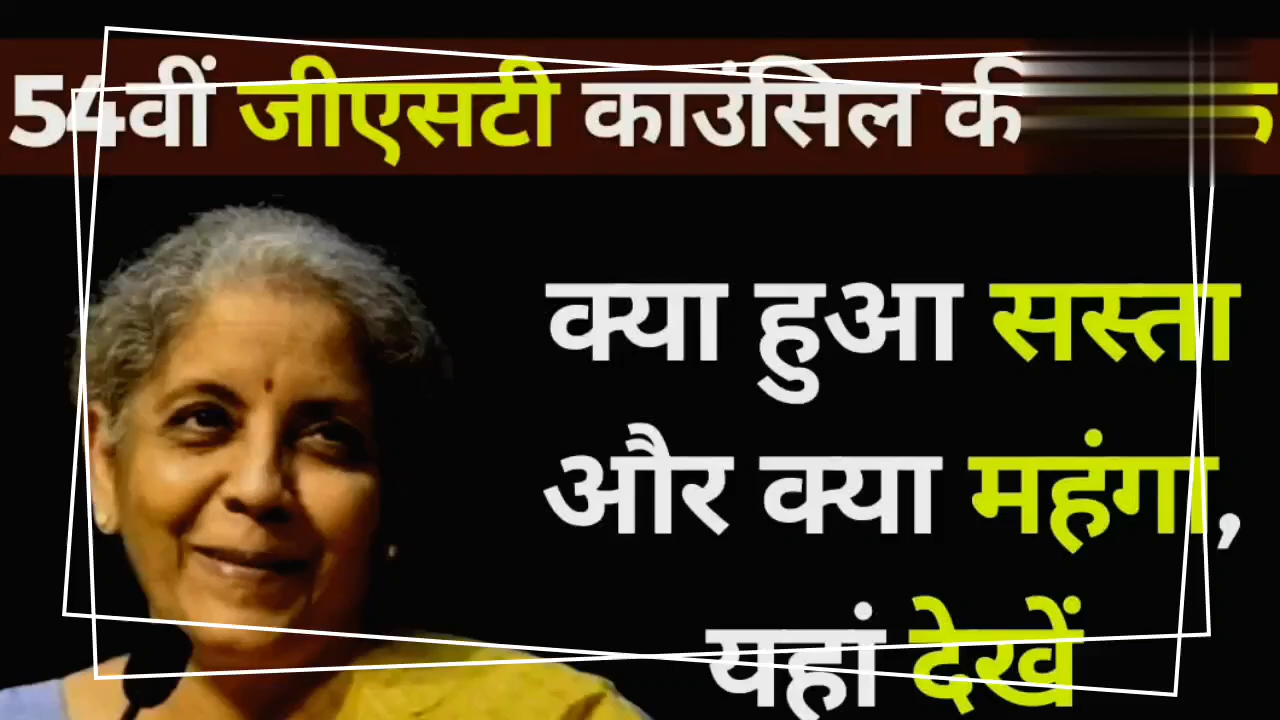 54वीं जीएसटी काउंसिल की
क्या हुआ सस्ता
और क्या महंगा,
यहां देखें